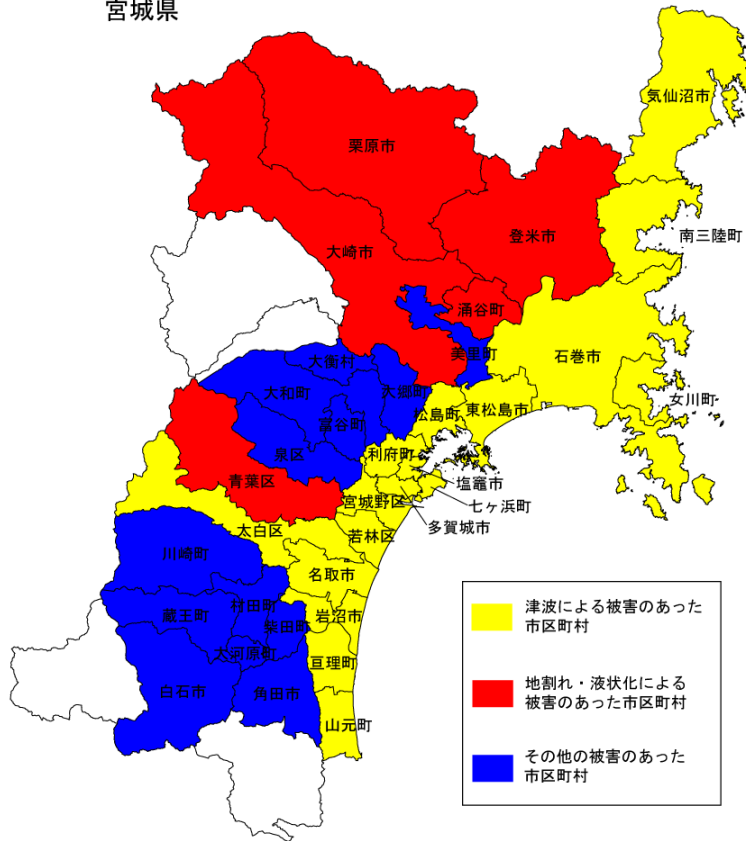 宮城県
気仙沼市
栗原市
南三陸町
登米市
大崎市
涌谷町
美里町
石巻市
大衡村
大和町
大郷町
女川町
富谷町
松島町
東松島市
泉区
利府町
青葉区
塩竈市
宮城野区
七ヶ浜町
多賀城市
太白区
若林区
川崎町
名取市
村田町
岩沼市
蔵王町
柴田町
大河原町
亘理町
白石市
角田市
山元町
津波による被害のあった
市区町村
地割れ・液状化による
被害のあった市区町村
その他の被害のあった
市区町村